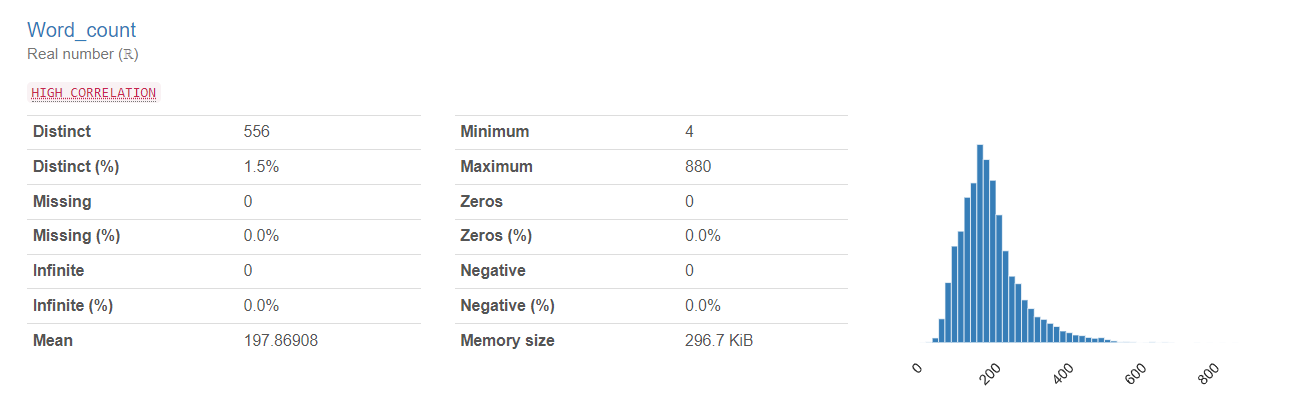 Word_count
Real number (ℝ)
HIGH CORRELATION
Distinct 556
Distinct (%) 1.5%
Missing 0
Missing (%) 0.0%
Infinite 0
Infinite (%) 0.0%
Mean 197.86908
Minimum 4
Maximum 880
Zeros 0
Zeros (%) 0.0%
Negative 0
Negative (%) 0.0%
Memory size 296.7 KiB
0 200 400 600 800